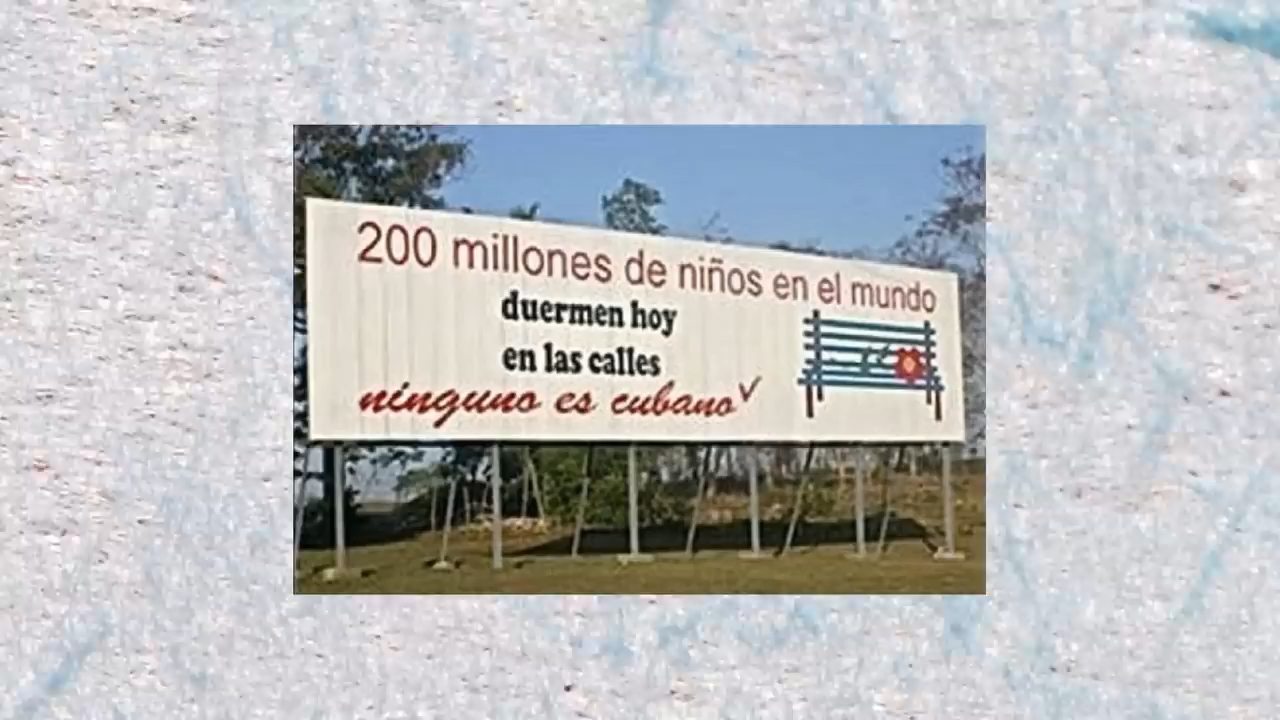 200 millones de niños en el mundo
duermen hoy
en las calles
ninguno es cubano